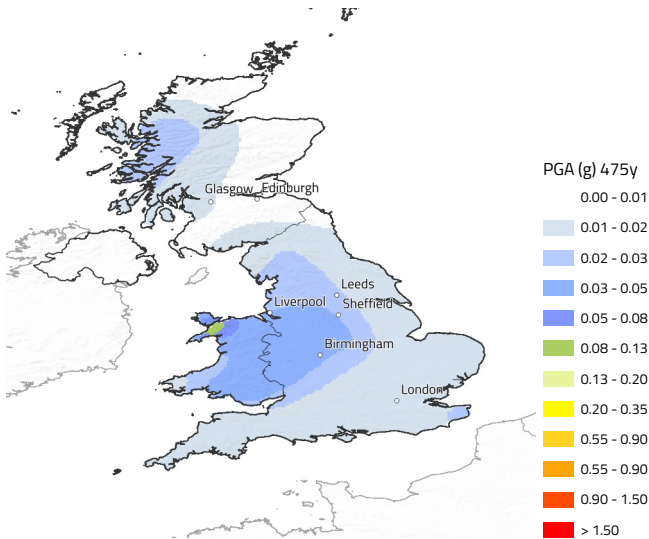 PGA (g) 475y
0.00 - 0.01
Glasgow
Edinburgh
0.01 - 0.02
0.02 - 0.03
Leeds
0.03 - 0.05
Liverpool
Sheffield
0.05 - 0.08
Birmingham
0.08 - 0.13
0.13 - 0.20
London
0.20 - 0.35
0.55 - 0.90
0.55 - 0.90
0.90 - 1.50
> 1.50